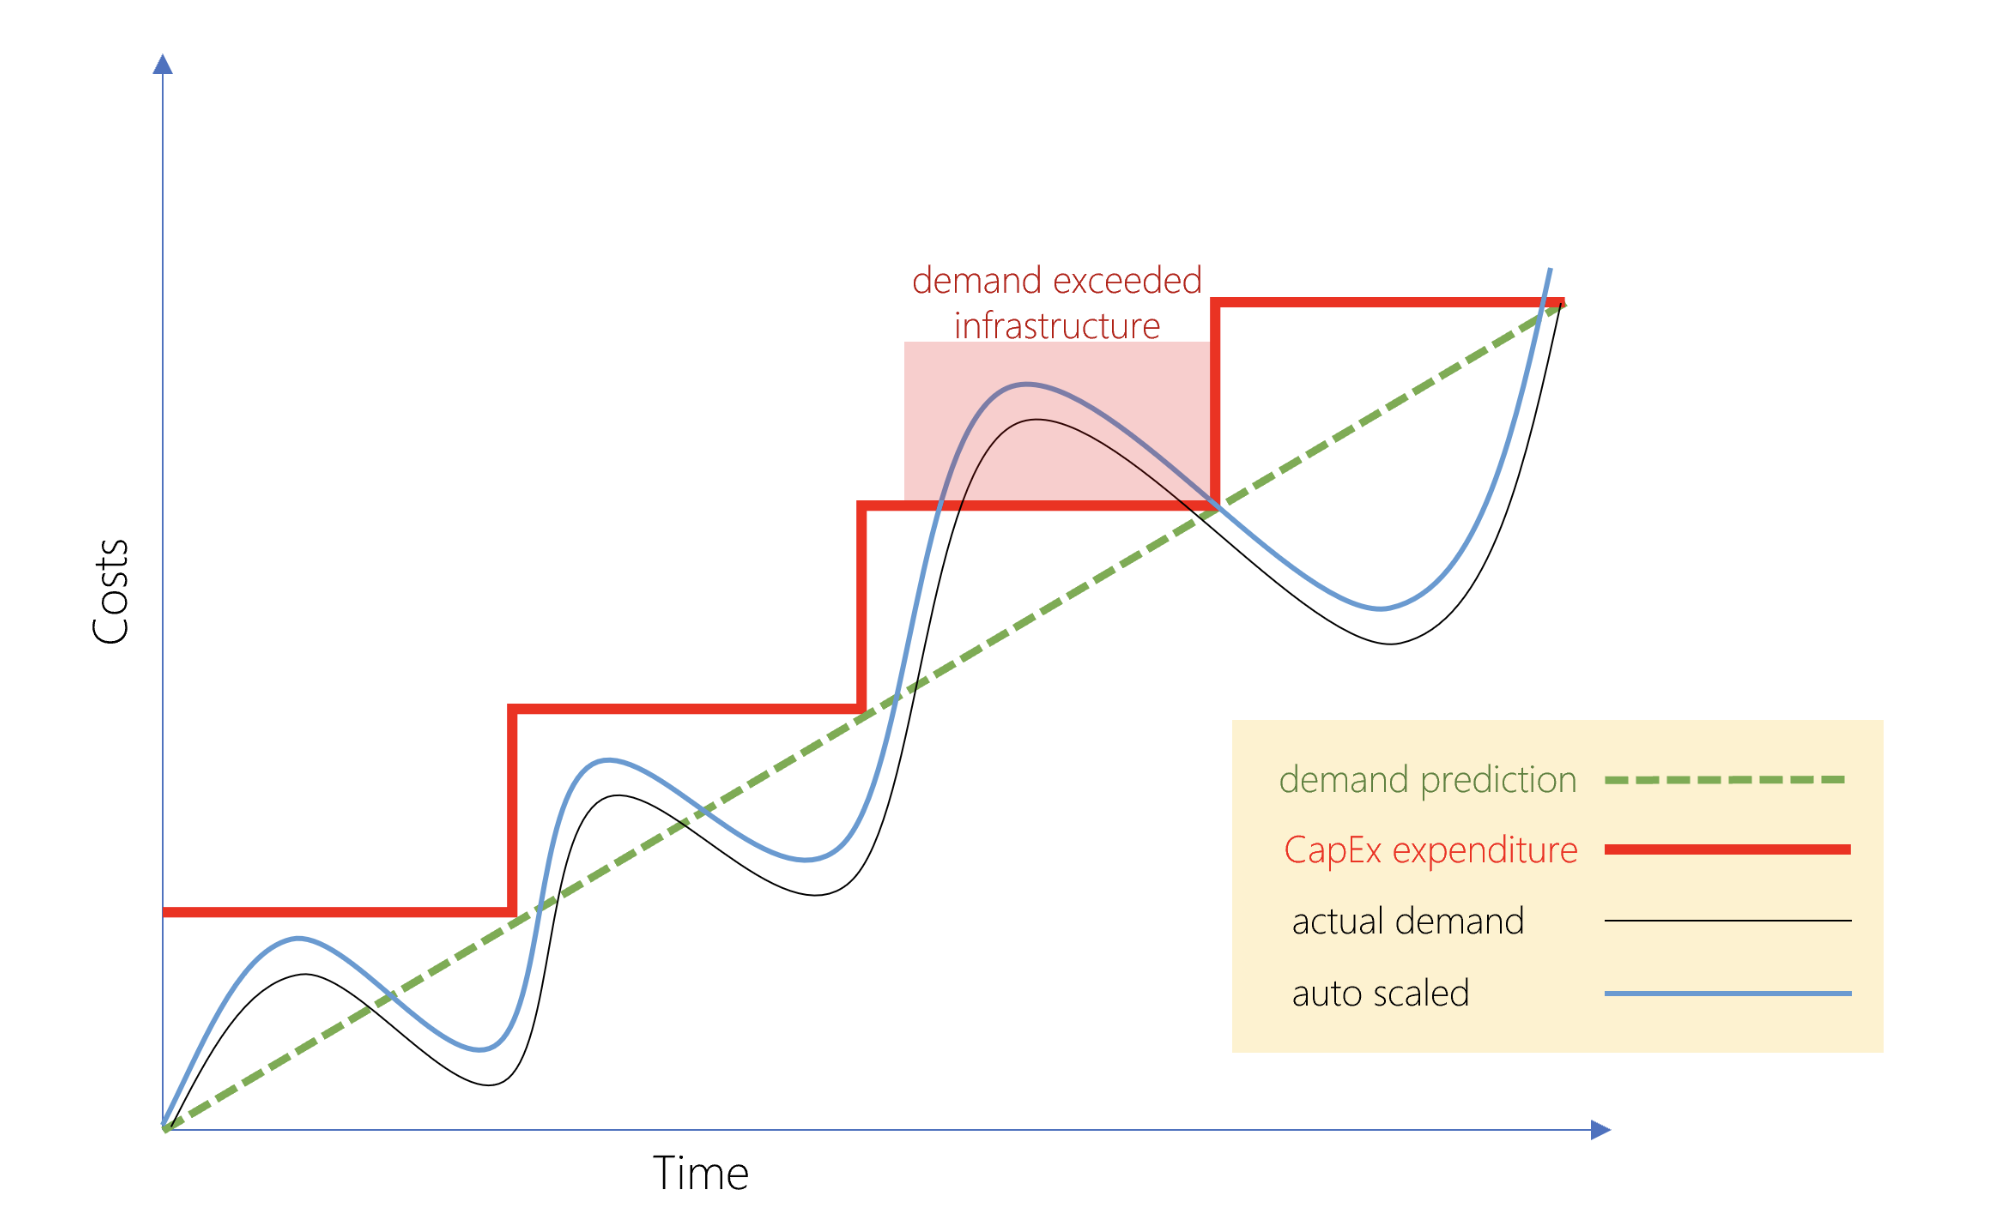 demand exceeded
infrastructure
Costs
demand prediction
CapEx expenditure
actual demand
auto scaled
Time